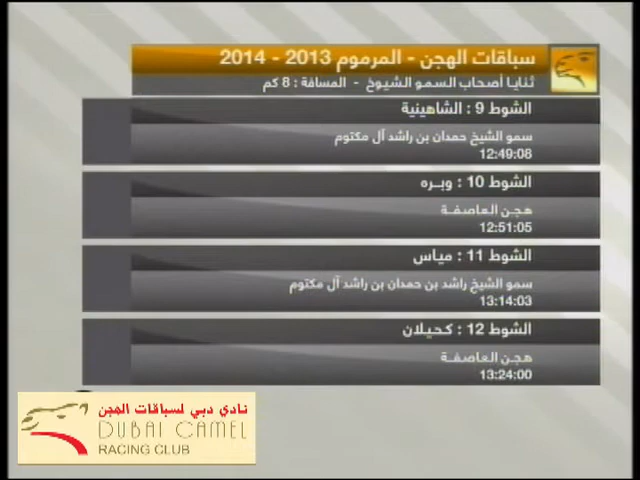 سباقات الهجن - المرموم 2013 - 2014
ثنايا أصحاب السمو الشيوخ - المسافة : 8 كم
الشوط 9 : الشاهينية
سمو الشيخ حمدان بن راشد آل مكتوم
12:49:08
الشوط 10 : وبره
هجن العاصفة
12:51:05
الشوط 11 : مياس
سمو الشيخ راشد بن حمدان بن راشد آل مكتوم
13:14:03
الشوط 12 : كحيلان
هجن العاصفة
13:24:00
نادي دبي لسباقات الهجن
DUBAI CAMEL
RACING CLUB